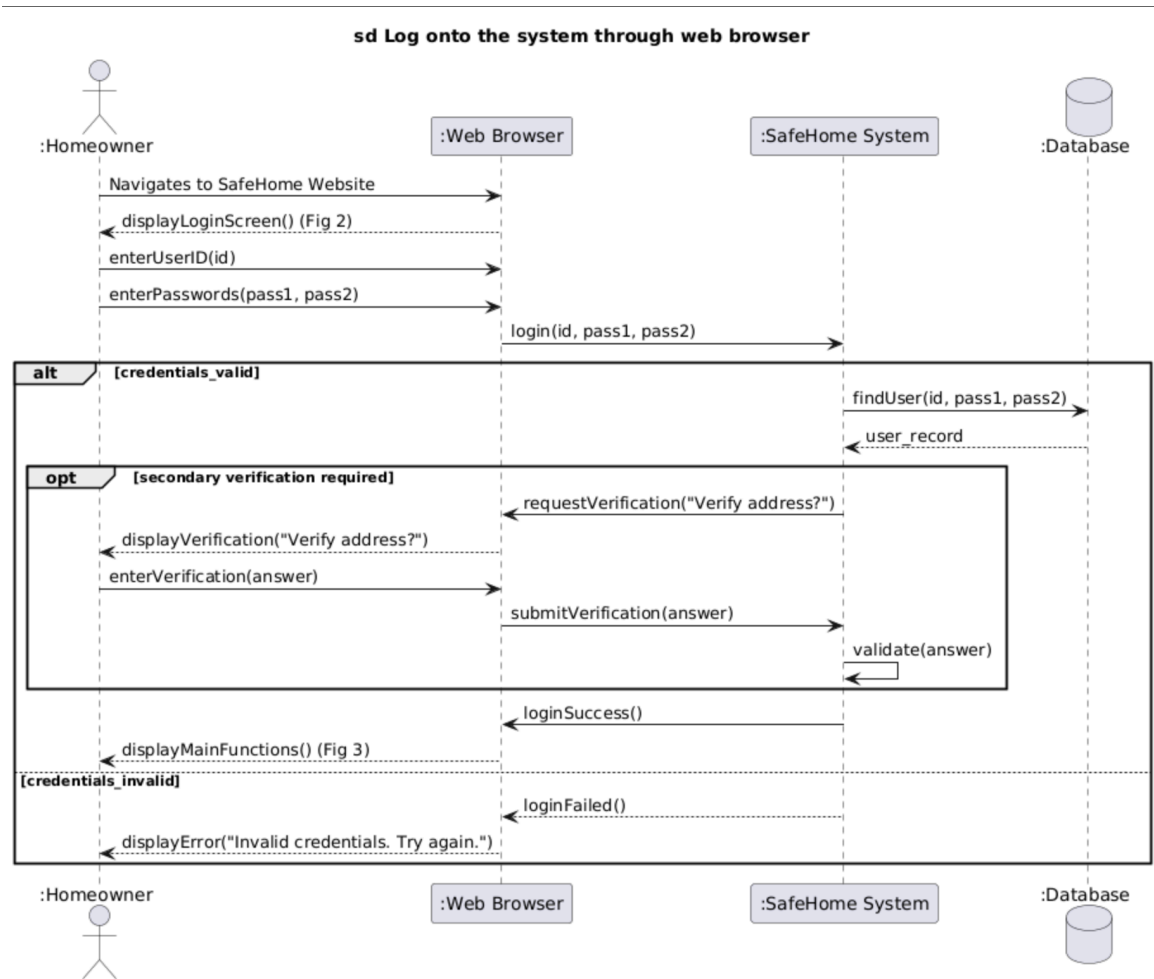 sd Log onto the system through web browser
:Homeowner
:Web Browser
:SafeHome System
:Database
Navigates to SafeHome Website
displayLoginScreen() (Fig 2)
enterUserID(id)
enterPasswords(pass1, pass2)
login(id, pass1, pass2)
alt
[credentials_valid]
findUser(id, pass1, pass2)
user_record
opt
[secondary verification required]
requestVerification("Verify address?")
displayVerification("Verify address?")
enterVerification(answer)
submitVerification(answer)
validate(answer)
loginSuccess()
displayMainFunctions() (Fig 3)
[credentials_invalid]
loginFailed()
displayError("Invalid credentials. Try again.")
:Homeowner
:Web Browser
:SafeHome System
:Database